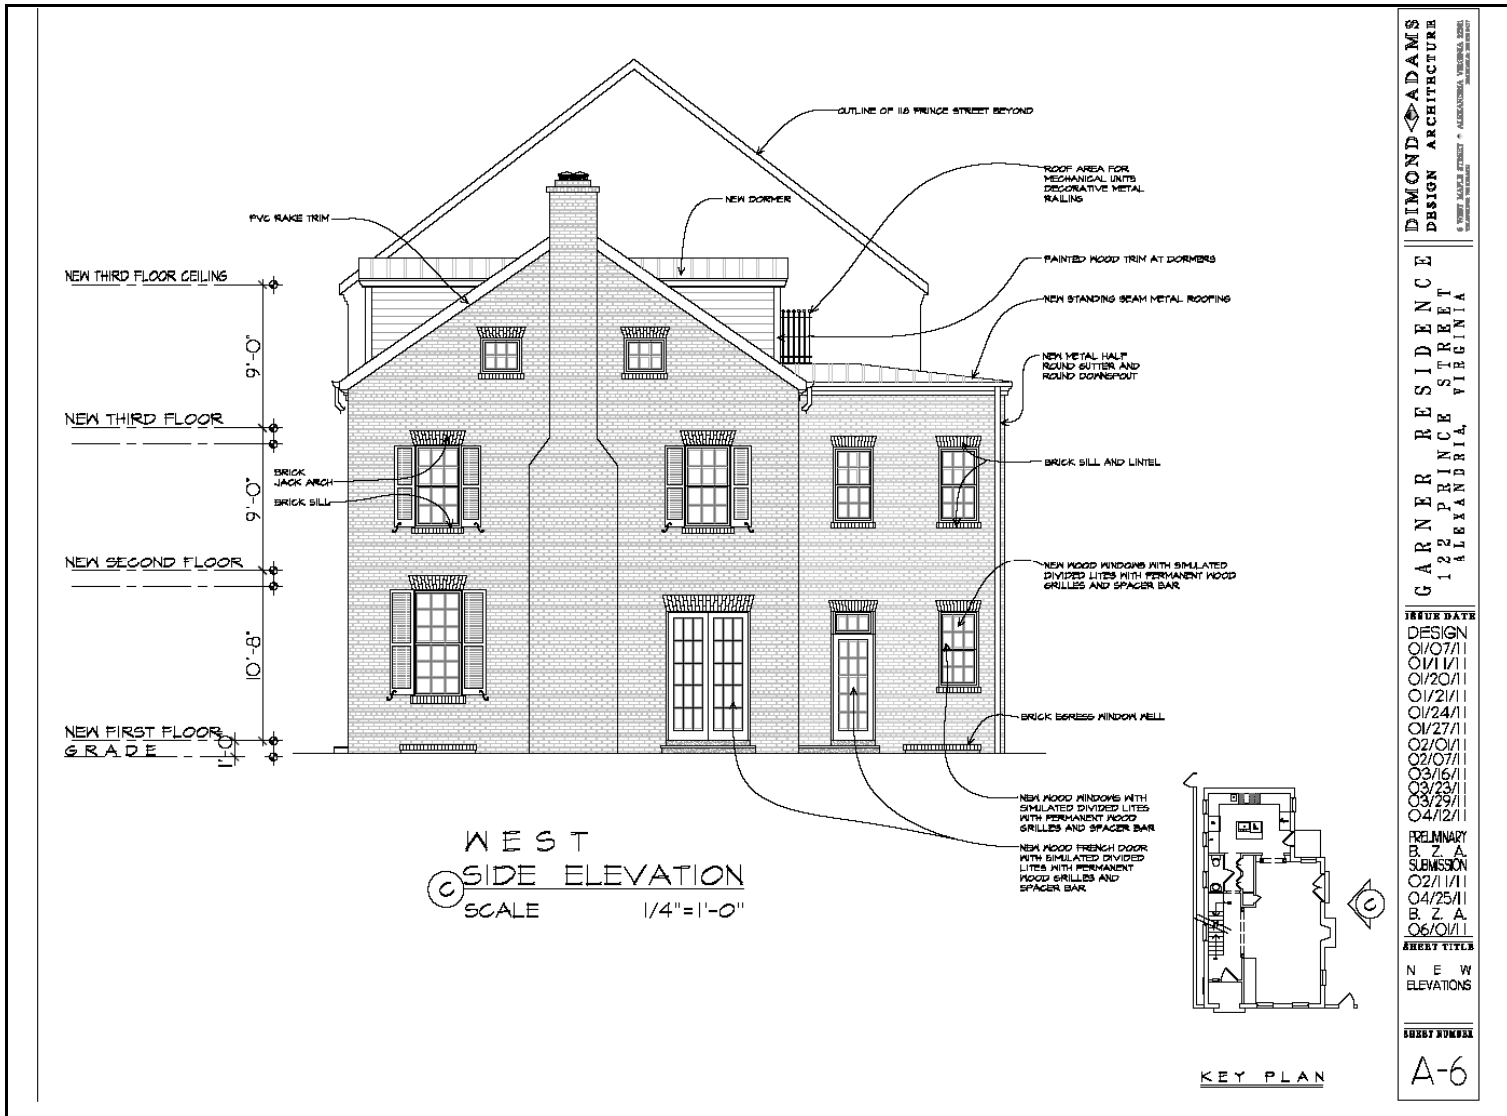 OUTLINE OF 118 PRINCE STREET BEYOND
ROOF AREA FOR
MECHANICAL UNITS
DECORATIVE METAL
RAILING
NEW DORMER
PVC RAKE TRIM
PAINTED WOOD TRIM AT DORMERS
NEW THIRD FLOOR CEILING
NEW STANDING SEAM METAL ROOFING
9'-0"
NEW METAL HALF
ROUND GUTTER AND
ROUND DOWNSPOUT
NEW THIRD FLOOR
BRICK
JACK ARCH
BRICK SILL
BRICK SILL AND LINTEL
9'-0"
NEW SECOND FLOOR
NEW WOOD WINDOWS WITH SIMULATED
DIVIDED LITES WITH PERMANENT WOOD
GRILLES AND SPACER BAR
10'-8"
BRICK EGRESS WINDOW WELL
NEW FIRST FLOOR
GRADE
1'-0"
NEW WOOD WINDOWS WITH
SIMULATED DIVIDED LITES
WITH PERMANENT WOOD
GRILLES AND SPACER BAR
NEW WOOD FRENCH DOOR
WITH SIMULATED DIVIDED
LITES WITH PERMANENT
WOOD GRILLES AND
SPACER BAR
WEST
C SIDE ELEVATION
SCALE 1/4"=1'-0"
C
KEY PLAN
DIMOND ADAMS
DESIGN ARCHITECTURE
GARNER RESIDENCE
122 PRINCE STREET
ALEXANDRIA, VIRGINIA
ISSUE DATE
DESIGN
01/07/11
01/11/11
01/20/11
01/21/11
01/24/11
01/27/11
02/01/11
02/07/11
03/16/11
03/23/11
03/29/11
04/12/11
PRELIMINARY
B. Z. A.
SUBMISSION
02/11/11
04/25/11
B. Z. A.
06/01/11
SHEET TITLE
NEW
ELEVATIONS
SHEET NUMBER
A-6